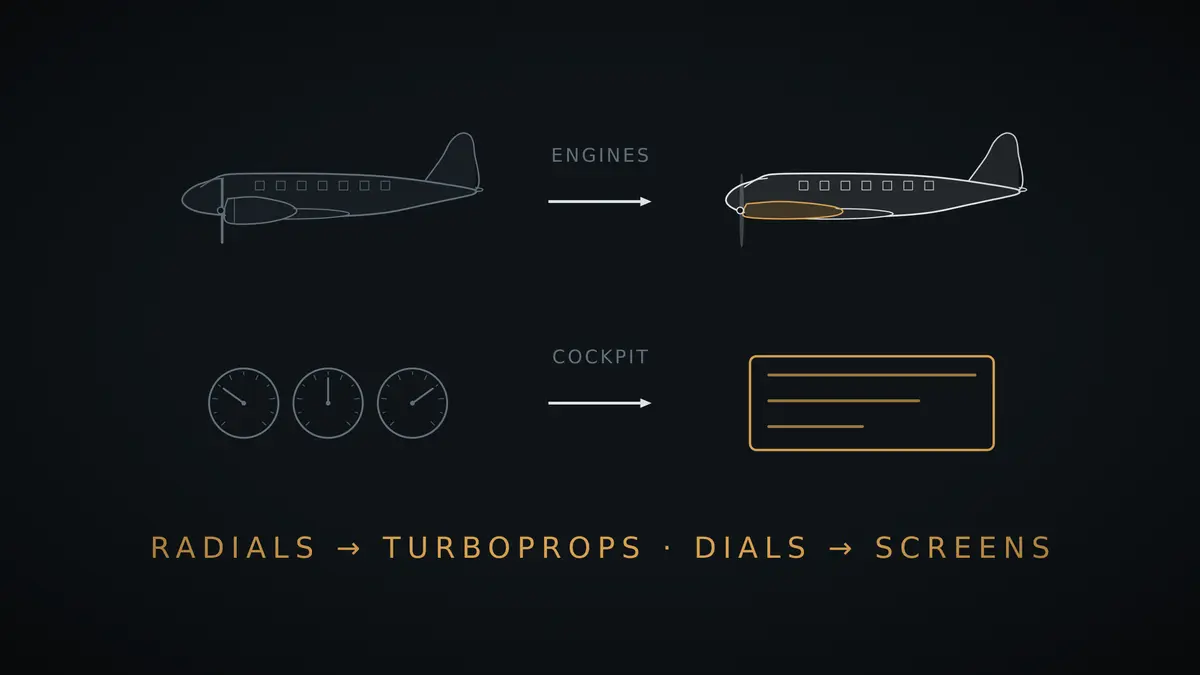 ENGINES
COCKPIT
RADIALS → TURBOPROPS · DIALS → SCREENS